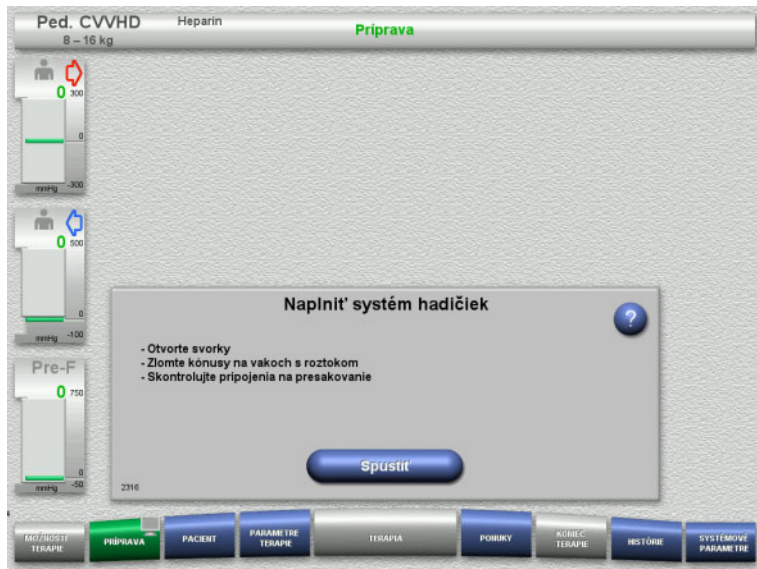 Ped. CVVHD Heparín
8 – 16 kg
Príprava
0 300
0
mmHg -300
0 500
0
mmHg -100
Pre-F
0 750
0
mmHg -50
Naplniť systém hadičiek
?
- Otvorte svorky
- Zlomte kónusy na vakoch s roztokom
- Skontrolujte pripojenia na presakovanie
Spustiť
2316
MOŽNOSTI
TERAPIE
PRÍPRAVA
PACIENT
PARAMETRE
TERAPIE
TERAPIA
PONUKY
KONIEC
TERAPIE
HISTÓRIE
SYSTÉMOVÉ
PARAMETRE